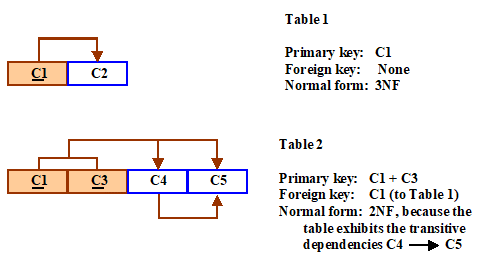 Table 1
Primary key: C1
Foreign key: None
Normal form: 3NF
C1 C2
Table 2
C1 C3 C4 C5
Primary key: C1 + C3
Foreign key: C1 (to Table 1)
Normal form: 2NF, because the
table exhibits the transitive
dependencies C4 → C5